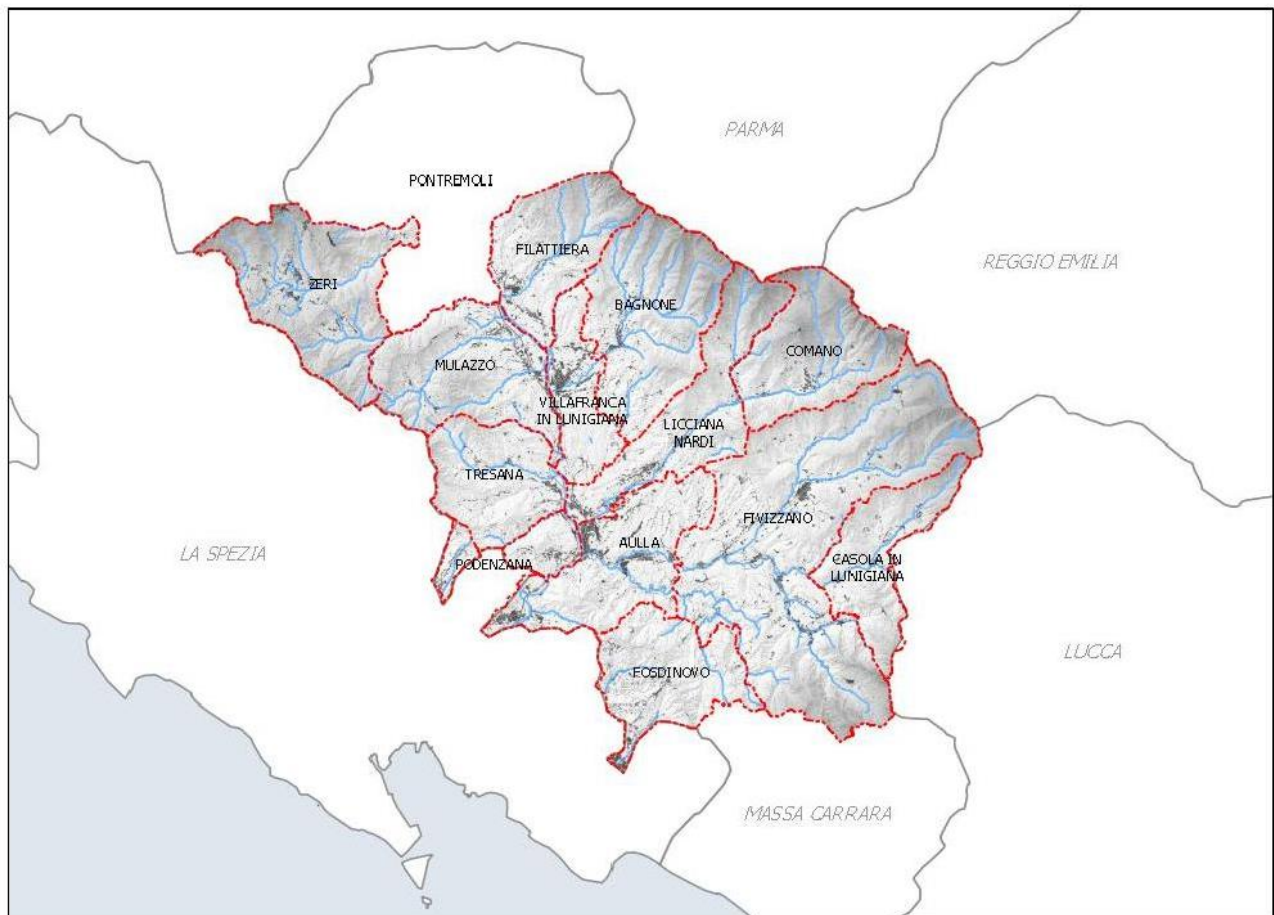 PARMA
PONTREMOLI
FILATTIERA
REGGIO EMILIA
ZERI
BAGNONE
COMANO
MULAZZO
VILLAFRANCA
IN LUNIGIANA
LICCIANA
NARDI
TRESANA
FIVIZZANO
AULLA
LA SPEZIA
PODENZANA
CASOLA IN
LUNIGIANA
FOSDINOVO
LUCCA
MASSA CARRARA